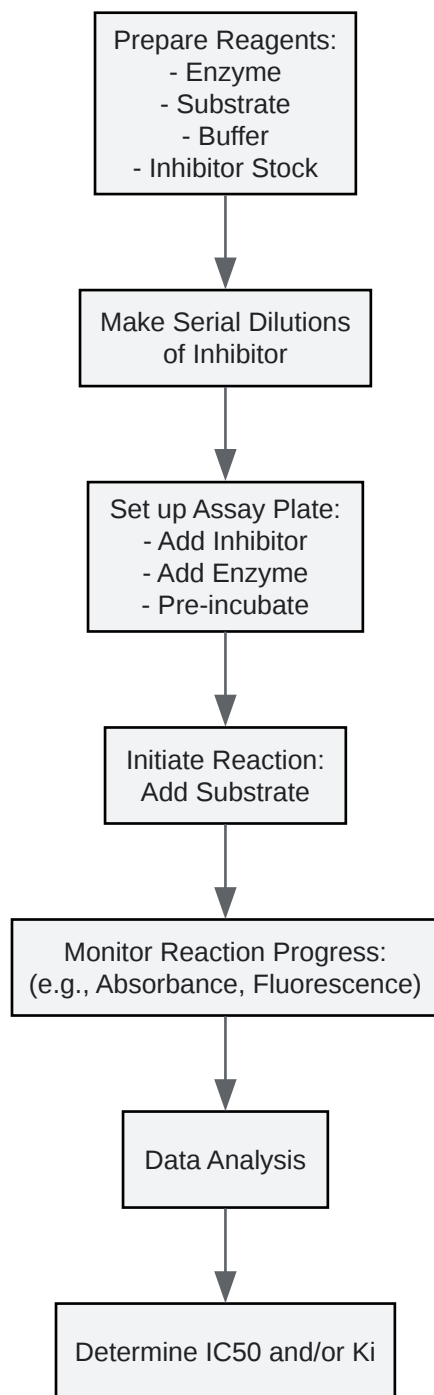 Prepare Reagents:
- Enzyme
- Substrate
- Buffer
- Inhibitor Stock
Make Serial Dilutions
of Inhibitor
Set up Assay Plate:
- Add Inhibitor
- Add Enzyme
- Pre-incubate
Initiate Reaction:
Add Substrate
Monitor Reaction Progress:
(e.g., Absorbance, Fluorescence)
Data Analysis
Determine IC50 and/or Ki